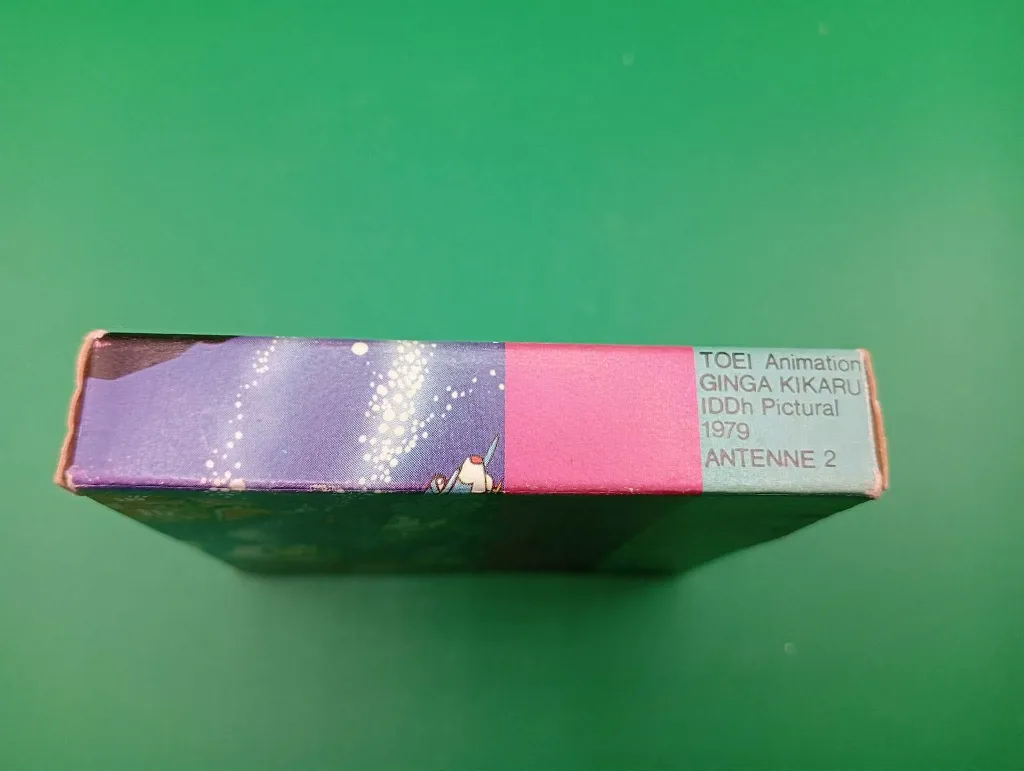 TOEI Animation
GINGA KIKARU
IDDh Pictural
1979
ANTENNE 2